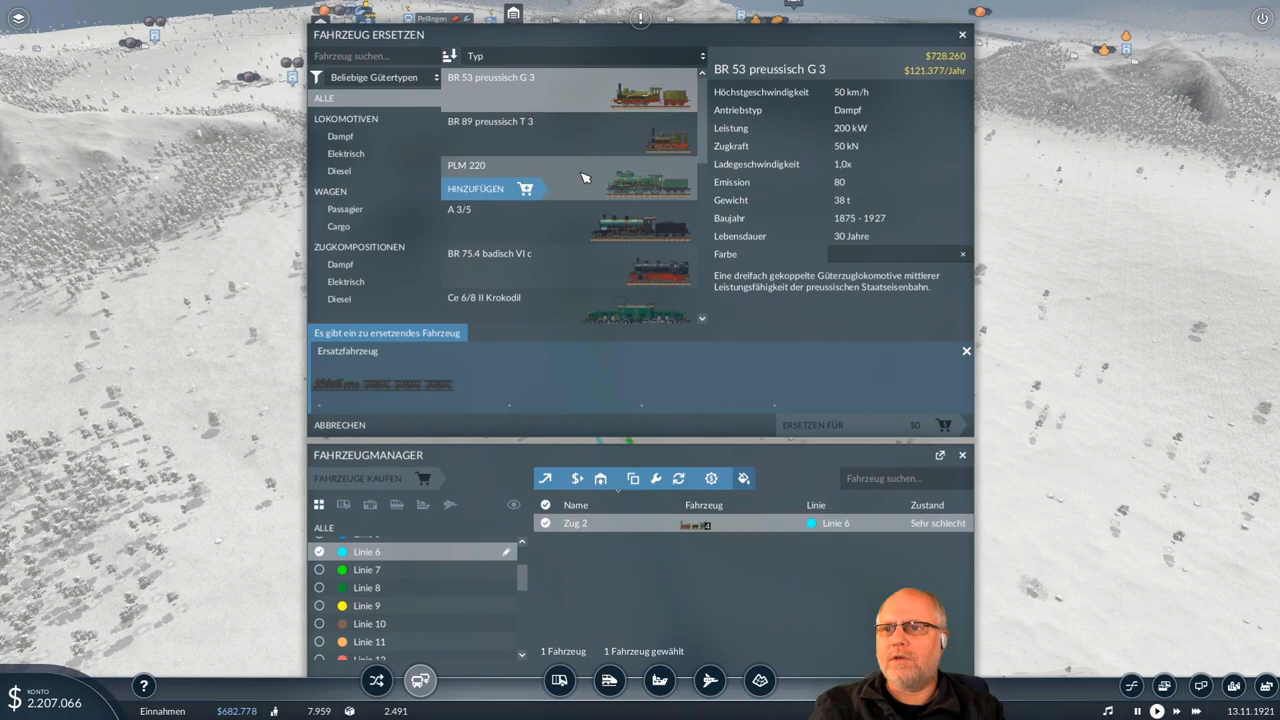 Pellingen
FAHRZEUG ERSETZEN
Fahrzeug suchen...
Typ
Beliebige Gütertypen
ALLE
LOKOMOTIVEN
Dampf
Elektrisch
Diesel
WAGEN
Passagier
Cargo
ZUGKOMPOSITIONEN
Dampf
Elektrisch
Diesel
BR 53 preussisch G 3
BR 89 preussisch T 3
PLM 220
HINZUFÜGEN
A 3/5
BR 75.4 badisch VI c
Ce 6/8 II Krokodil
$728.260
BR 53 preussisch G 3
$121.377/Jahr
Höchstgeschwindigkeit 50 km/h
Antriebstyp Dampf
Leistung 200 kW
Zugkraft 50 kN
Ladegeschwindigkeit 1,0x
Emission 80
Gewicht 38 t
Baujahr 1875 - 1927
Lebensdauer 30 Jahre
Farbe
Eine dreifach gekoppelte Güterzuglokomotive mittlerer
Leistungsfähigkeit der preussischen Staatseisenbahn.
Es gibt ein zu ersetzendes Fahrzeug
Ersatzfahrzeug
- - - -
ABBRECHEN
ERSETZEN FÜR $0
FAHRZEUGMANAGER
FAHRZEUGE KAUFEN
Fahrzeug suchen...
ALLE
Linie 6
Linie 7
Linie 8
Linie 9
Linie 10
Linie 11
Name Fahrzeug Linie Zustand
Zug 2 4 Linie 6 Sehr schlecht
1 Fahrzeug 1 Fahrzeug gewählt
$ KONTO
2.207.066
?
Einnahmen $682.778 7.959 2.491
13.11.1921